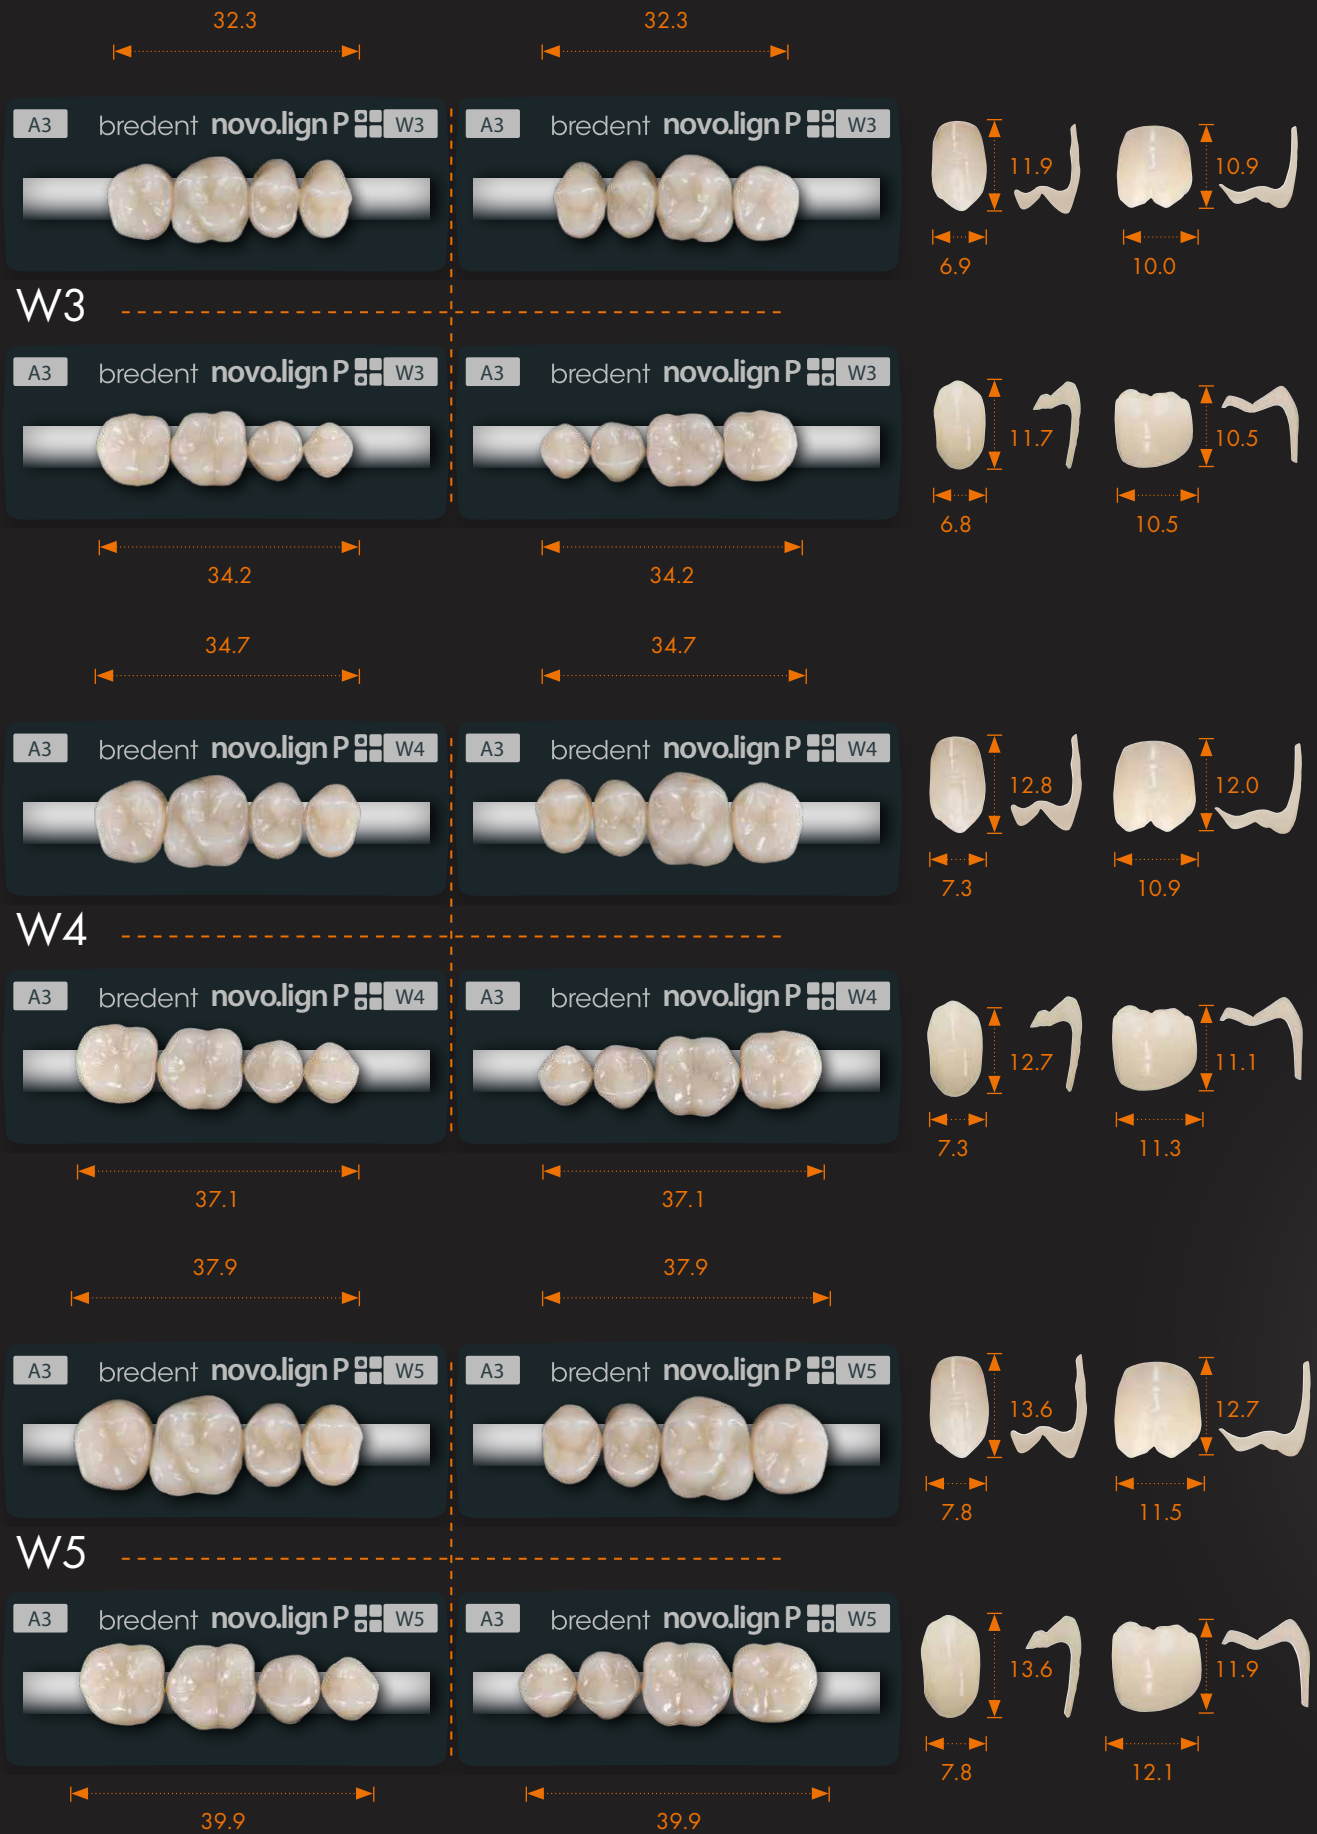 32.3 32.3
A3 bredent novo.lign P W3 A3 bredent novo.lign P W3
11.9 10.9
6.9 10.0
W3
A3 bredent novo.lign P W3 A3 bredent novo.lign P W3
11.7 10.5
6.8 10.5
34.2 34.2
34.7 34.7
A3 bredent novo.lign P W4 A3 bredent novo.lign P W4
12.8 12.0
7.3 10.9
W4
A3 bredent novo.lign P W4 A3 bredent novo.lign P W4
12.7 11.1
7.3 11.3
37.1 37.1
37.9 37.9
A3 bredent novo.lign P W5 A3 bredent novo.lign P W5
13.6 12.7
7.8 11.5
W5
A3 bredent novo.lign P W5 A3 bredent novo.lign P W5
13.6 11.9
7.8 12.1
39.9 39.9